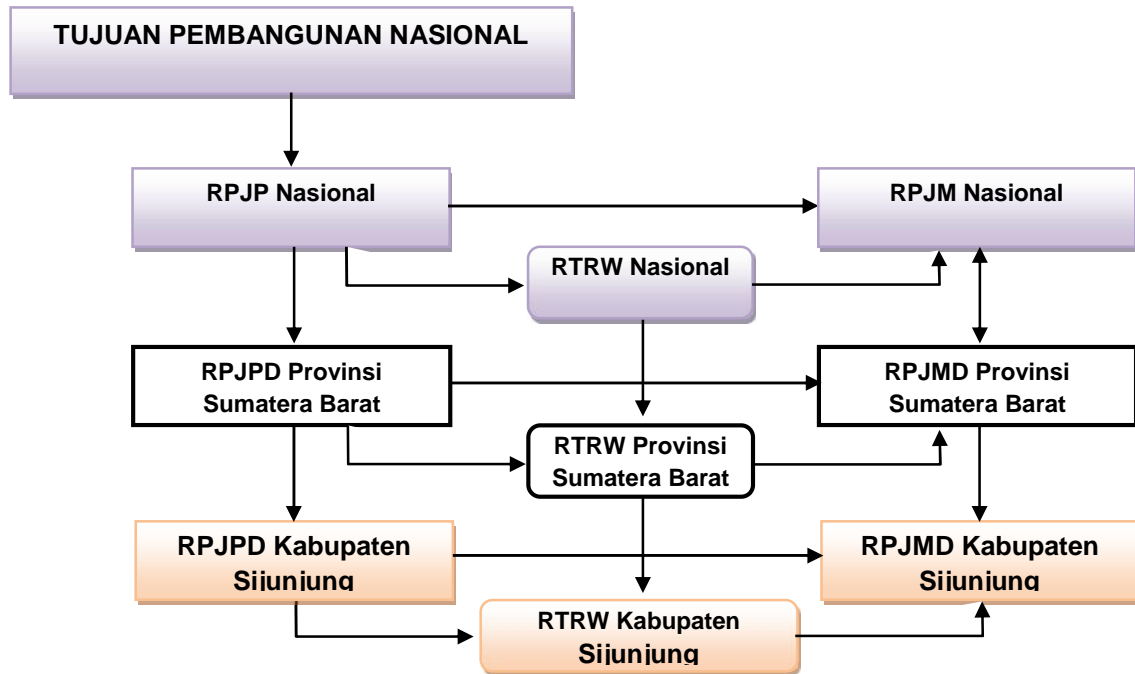 TUJUAN PEMBANGUNAN NASIONAL
RPJP Nasional
RPJM Nasional
RTRW Nasional
RPJPD Provinsi
Sumatera Barat
RPJMD Provinsi
Sumatera Barat
RTRW Provinsi
Sumatera Barat
RPJPD Kabupaten
Sijunjung
RPJMD Kabupaten
Sijunjung
RTRW Kabupaten
Sijunjung